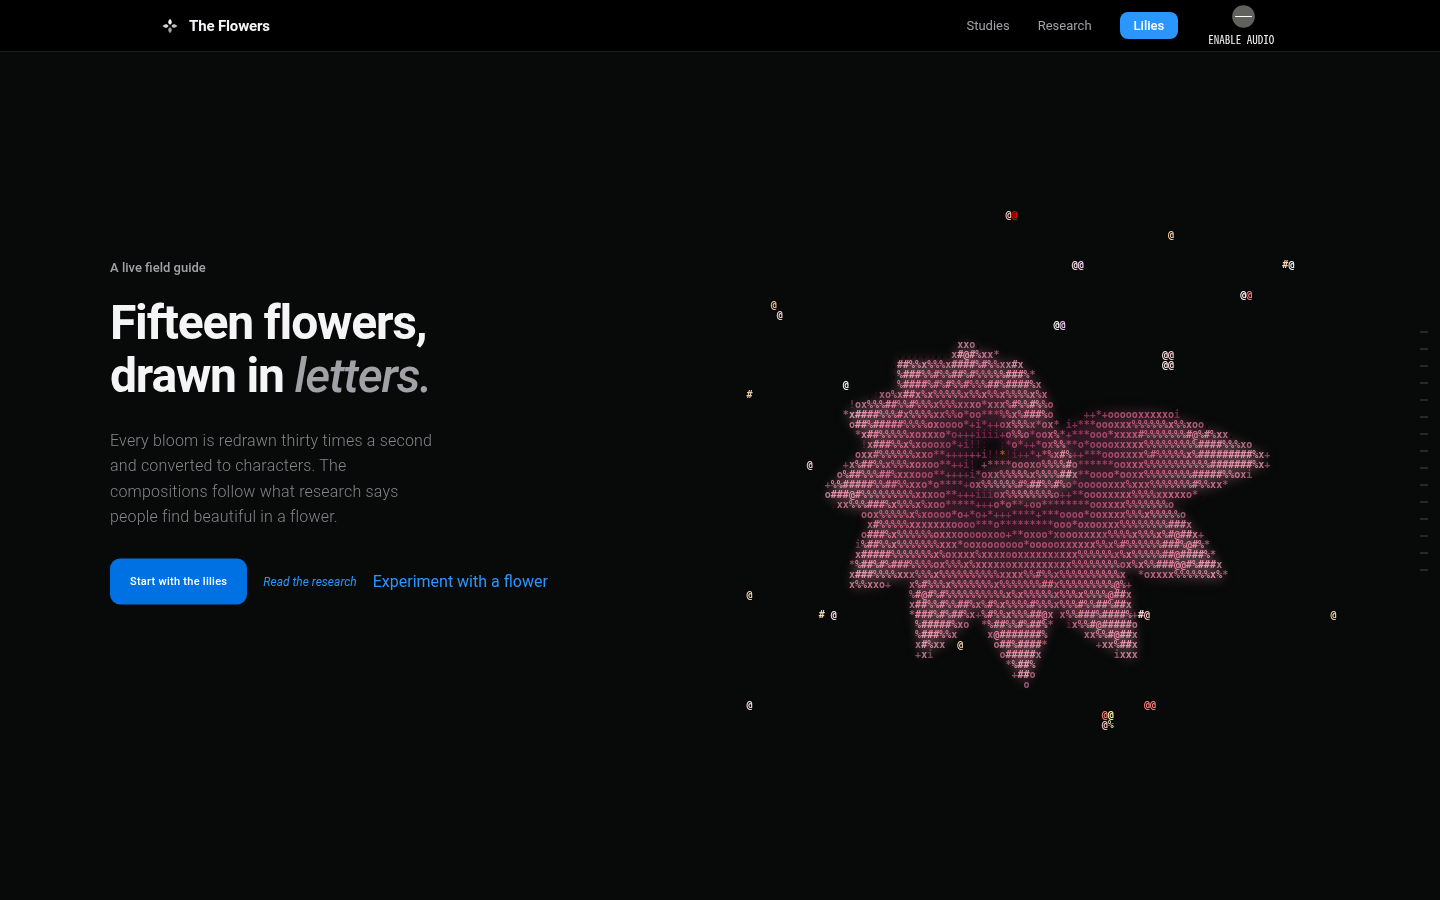 The Flowers
Studies
Research
Lilies
ENABLE AUDIO
A live field guide
Fifteen flowers,
drawn in letters.
Every bloom is redrawn thirty times a second
and converted to characters. The
compositions follow what research says
people find beautiful in a flower.
Start with the lilies
Read the research
Experiment with a flower